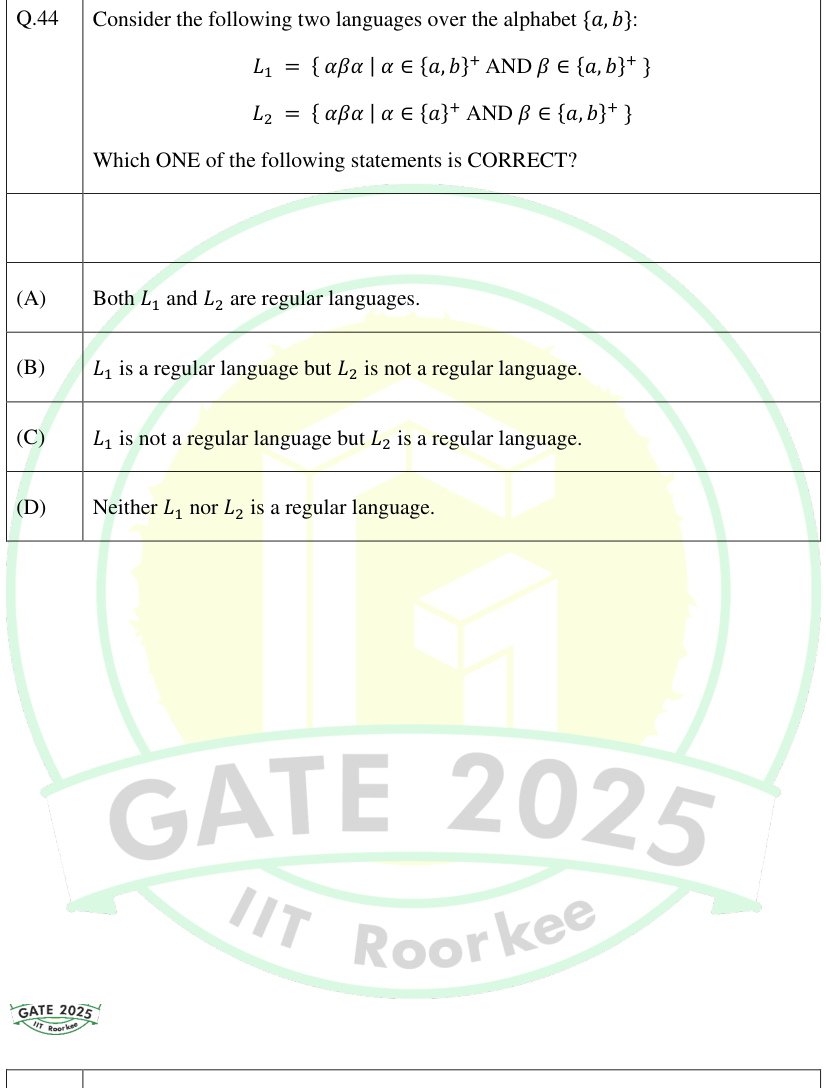 Q.44 Consider the following two languages over the alphabet {𝑎, 𝑏}:
𝐿₁ = { 𝛼𝛽𝛼 | 𝛼 ∈ {𝑎, 𝑏}⁺ AND 𝛽 ∈ {𝑎, 𝑏}⁺ }
𝐿₂ = { 𝛼𝛽𝛼 | 𝛼 ∈ {𝑎}⁺ AND 𝛽 ∈ {𝑎, 𝑏}⁺ }
Which ONE of the following statements is CORRECT?
(A) Both 𝐿₁ and 𝐿₂ are regular languages.
(B) 𝐿₁ is a regular language but 𝐿₂ is not a regular language.
(C) 𝐿₁ is not a regular language but 𝐿₂ is a regular language.
(D) Neither 𝐿₁ nor 𝐿₂ is a regular language.
GATE 2025
IIT Roorkee
GATE 2025
IIT Roorkee